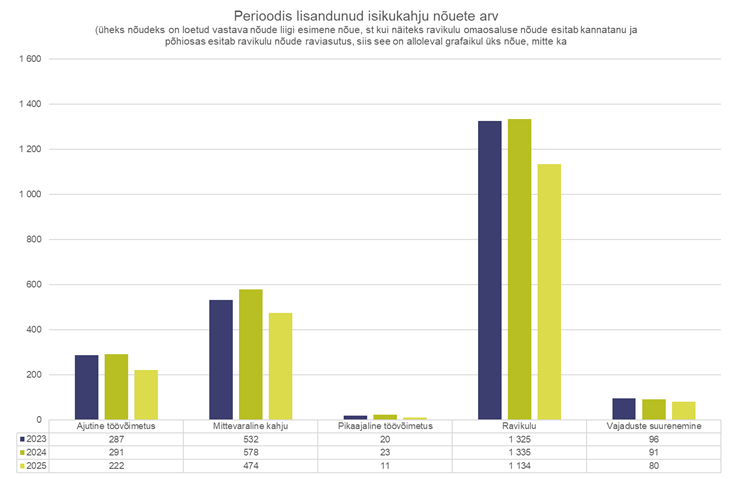 Perioodis lisandunud isikukahju nõuete arv
(üheks nõudeks on loetud vastava nõude liigi esimene nõue, st kui näiteks ravikulu omaosaluse nõude esitab kannatanu ja
põhiosas esitab ravikulu nõude raviasutus, siis see on alloleval grafaikul üks nõue, mitte ka
1 600
1 400
1 200
1 000
800
600
400
200
0
Ajutine töövõimetus Mittevaraline kahju Pikaajaline töövõimetus Ravikulu Vajaduste suurenemine
2023 287 532 20 1 325 96
2024 291 578 23 1 335 91
2025 222 474 11 1 134 80